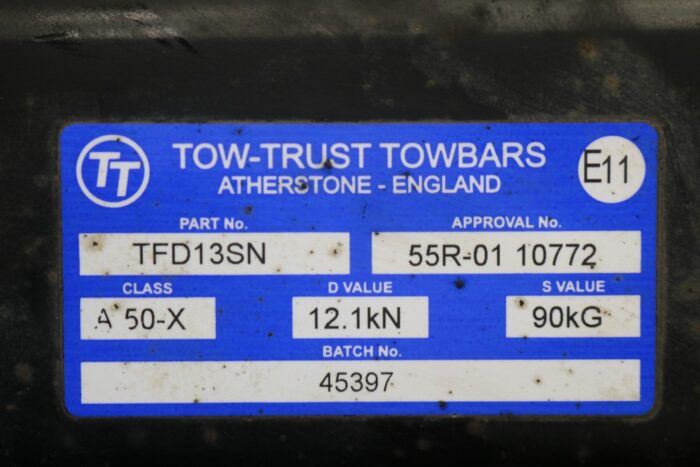 TT
TOW-TRUST TOWBARS
ATHERSTONE - ENGLAND
E11
PART No.
APPROVAL No.
TFD13SN
55R-01 10772
CLASS
D VALUE
S VALUE
A 50-X
12.1kN
90kG
BATCH No.
45397